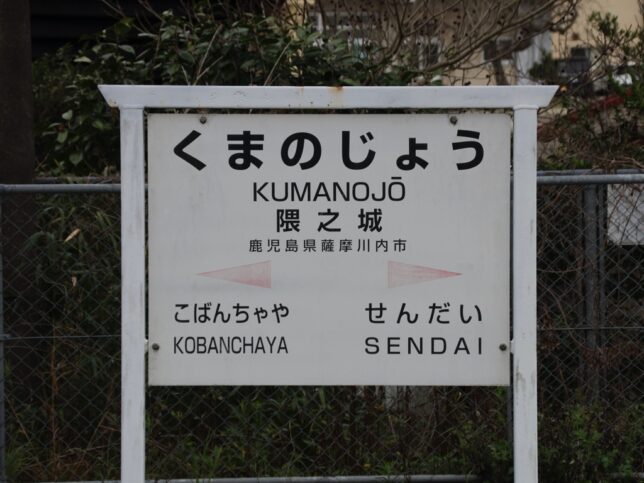 くまのじょう
KUMANOJŌ
隈之城
鹿児島県薩摩川内市
こばんちゃや せんだい
KOBANCHAYA SENDAI